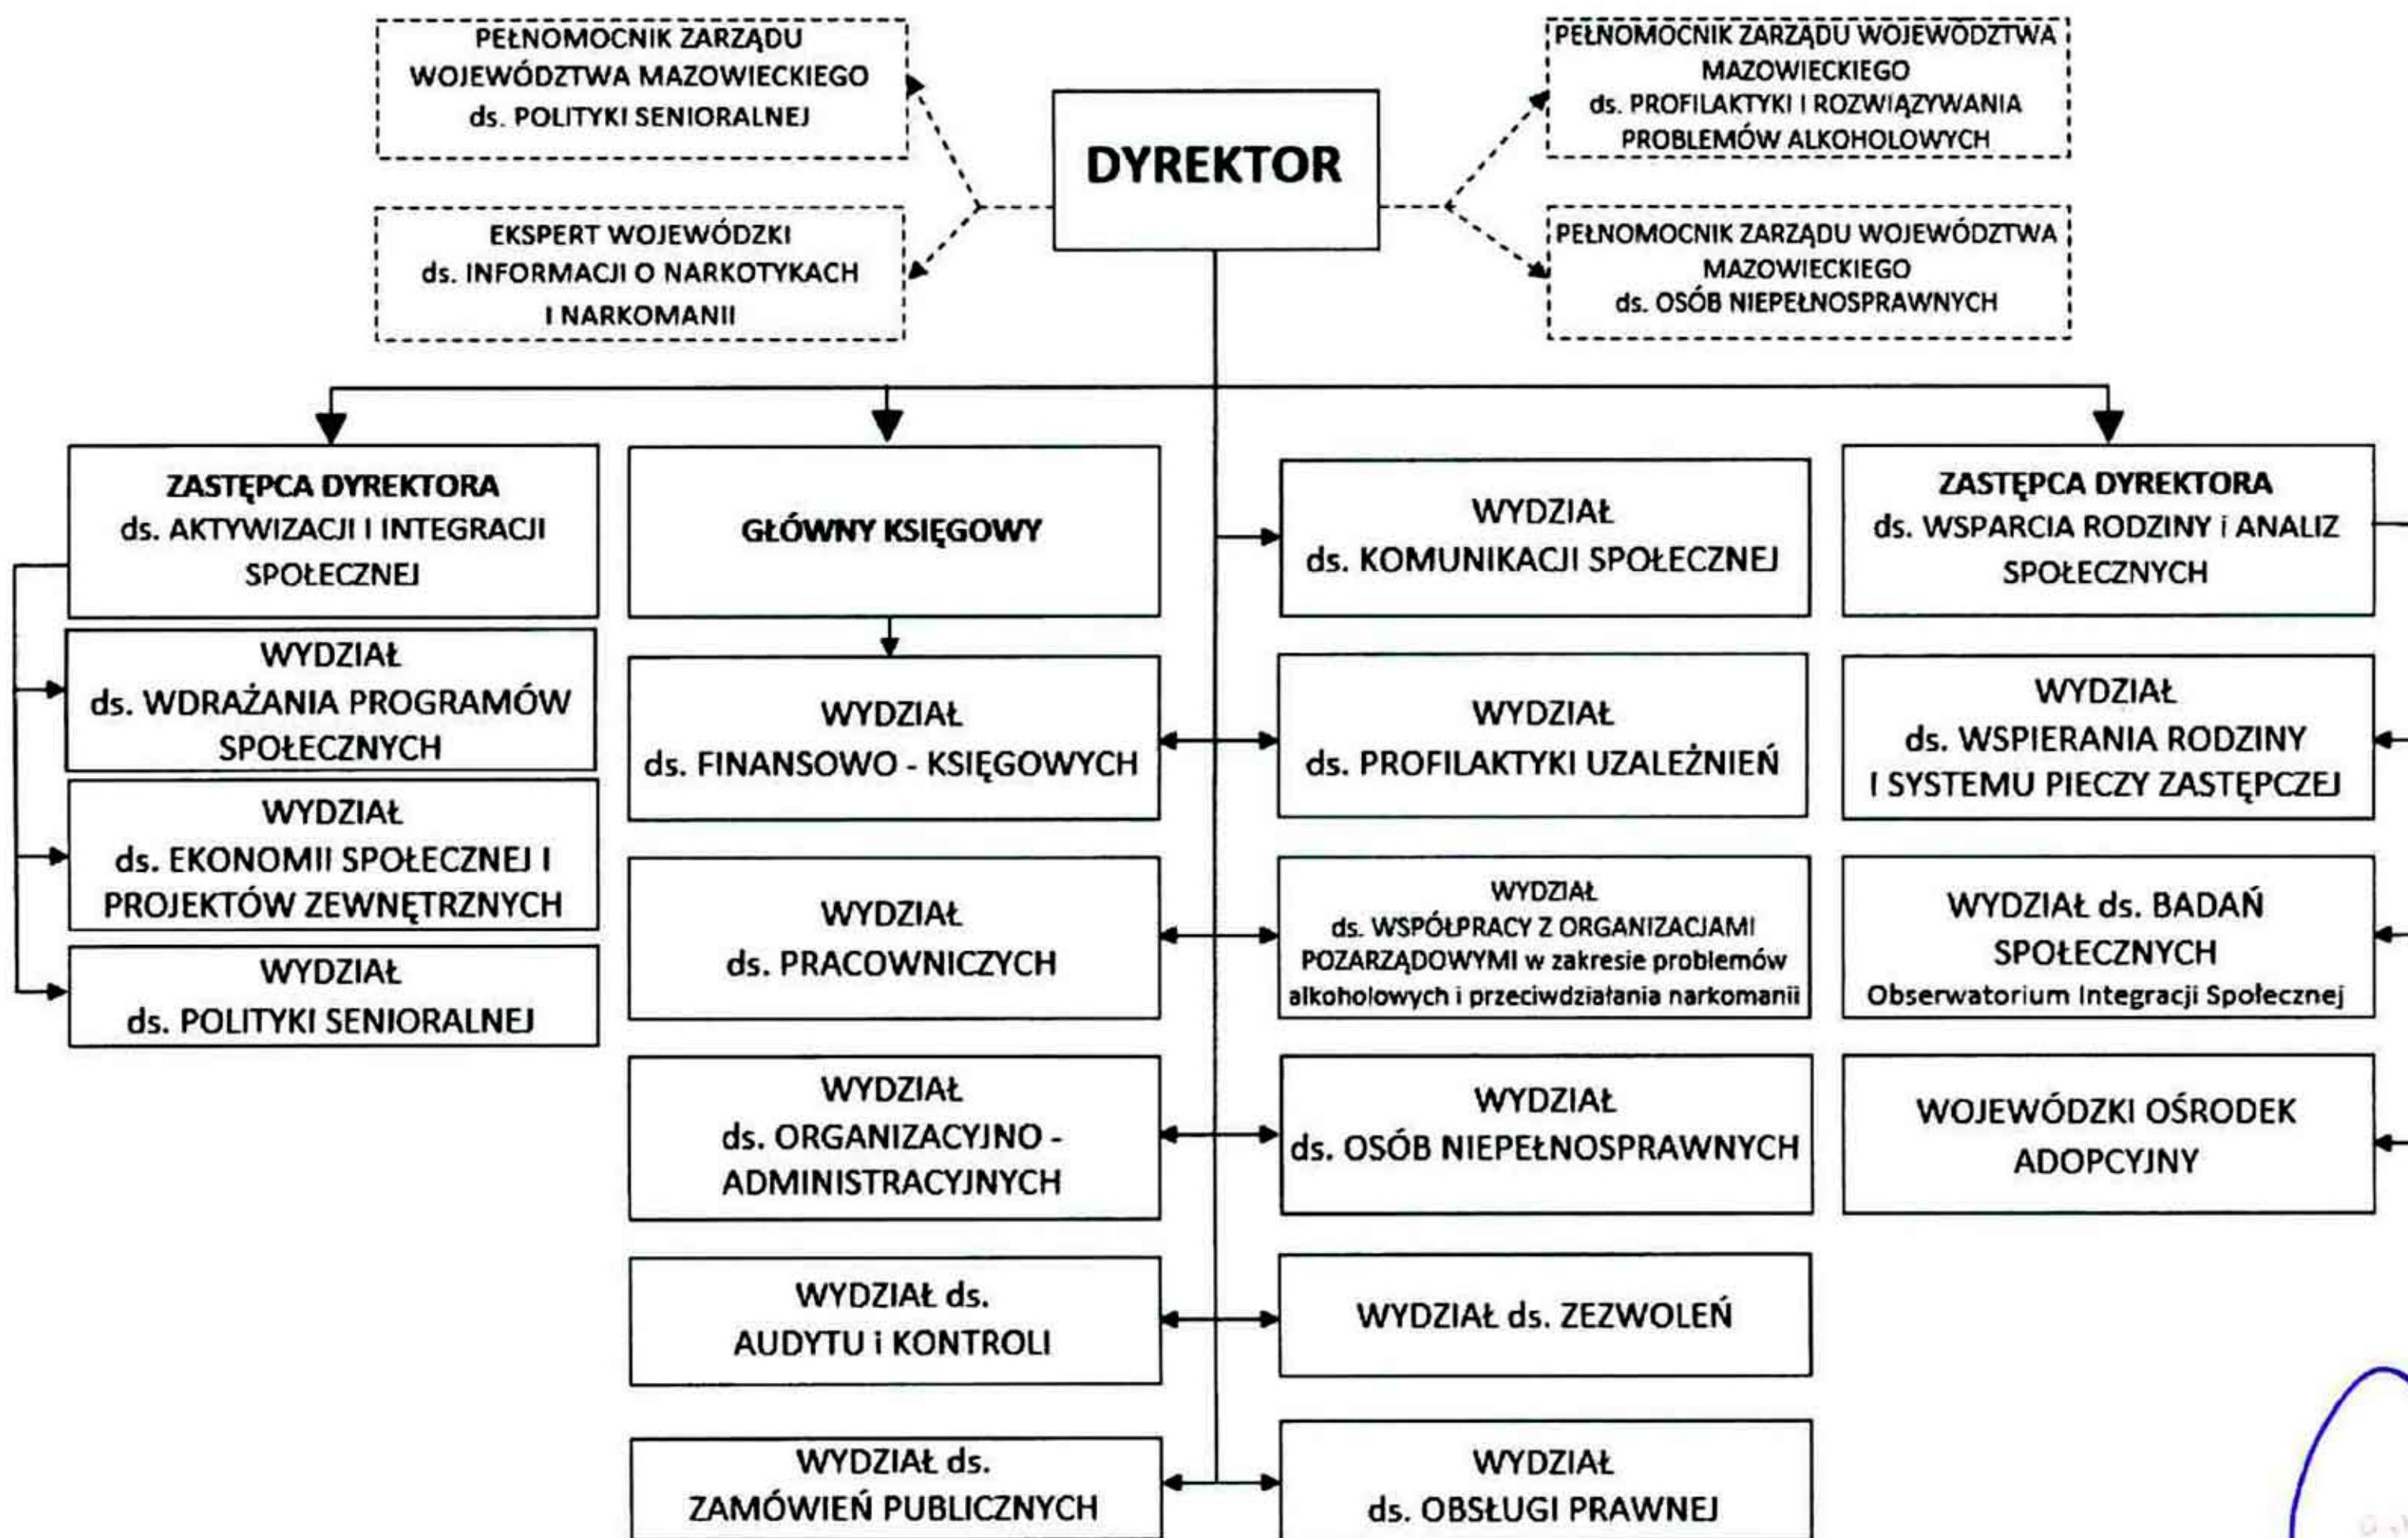 PEŁNOMOCNIK ZARZĄDU
WOJEWÓDZTWA MAZOWIECKIEGO
ds. POLITYKI SENIORALNEJ
EKSPERT WOJEWÓDZKI
ds. INFORMACJI O NARKOTYKACH
I NARKOMANII
DYREKTOR
PEŁNOMOCNIK ZARZĄDU WOJEWÓDZTWA
MAZOWIECKIEGO
ds. PROFILAKTYKI I ROZWIĄZYWANIA
PROBLEMÓW ALKOHOLOWYCH
PEŁNOMOCNIK ZARZĄDU WOJEWÓDZTWA
MAZOWIECKIEGO
ds. OSÓB NIEPEŁNOSPRAWNYCH
ZASTĘPCA DYREKTORA
ds. AKTYWIZACJI I INTEGRACJI
SPOŁECZNEJ
WYDZIAŁ
ds. WDRAŻANIA PROGRAMÓW
SPOŁECZNYCH
WYDZIAŁ
ds. EKONOMII SPOŁECZNEJ I
PROJEKTÓW ZEWNĘTRZNYCH
WYDZIAŁ
ds. POLITYKI SENIORALNEJ
GŁÓWNY KSIĘGOWY
WYDZIAŁ
ds. FINANSOWO - KSIĘGOWYCH
WYDZIAŁ
ds. PRACOWNICZYCH
WYDZIAŁ
ds. ORGANIZACYJNO -
ADMINISTRACYJNYCH
WYDZIAŁ ds.
AUDYTU i KONTROLI
WYDZIAŁ ds.
ZAMÓWIEŃ PUBLICZNYCH
WYDZIAŁ
ds. KOMUNIKACJI SPOŁECZNEJ
WYDZIAŁ
ds. PROFILAKTYKI UZALEŻNIEŃ
WYDZIAŁ
ds. WSPÓŁPRACY Z ORGANIZACJAMI
POZARZĄDOWYMI w zakresie problemów
alkoholowych i przeciwdziałania narkomanii
WYDZIAŁ
ds. OSÓB NIEPEŁNOSPRAWNYCH
WYDZIAŁ ds. ZEZWOLEŃ
WYDZIAŁ
ds. OBSŁUGI PRAWNEJ
ZASTĘPCA DYREKTORA
ds. WSPARCIA RODZINY i ANALIZ
SPOŁECZNYCH
WYDZIAŁ
ds. WSPIERANIA RODZINY
I SYSTEMU PIECZY ZASTĘPCZEJ
WYDZIAŁ ds. BADAŃ
SPOŁECZNYCH
Obserwatorium Integracji Społecznej
WOJEWÓDZKI OŚRODEK
ADOPCYJNY